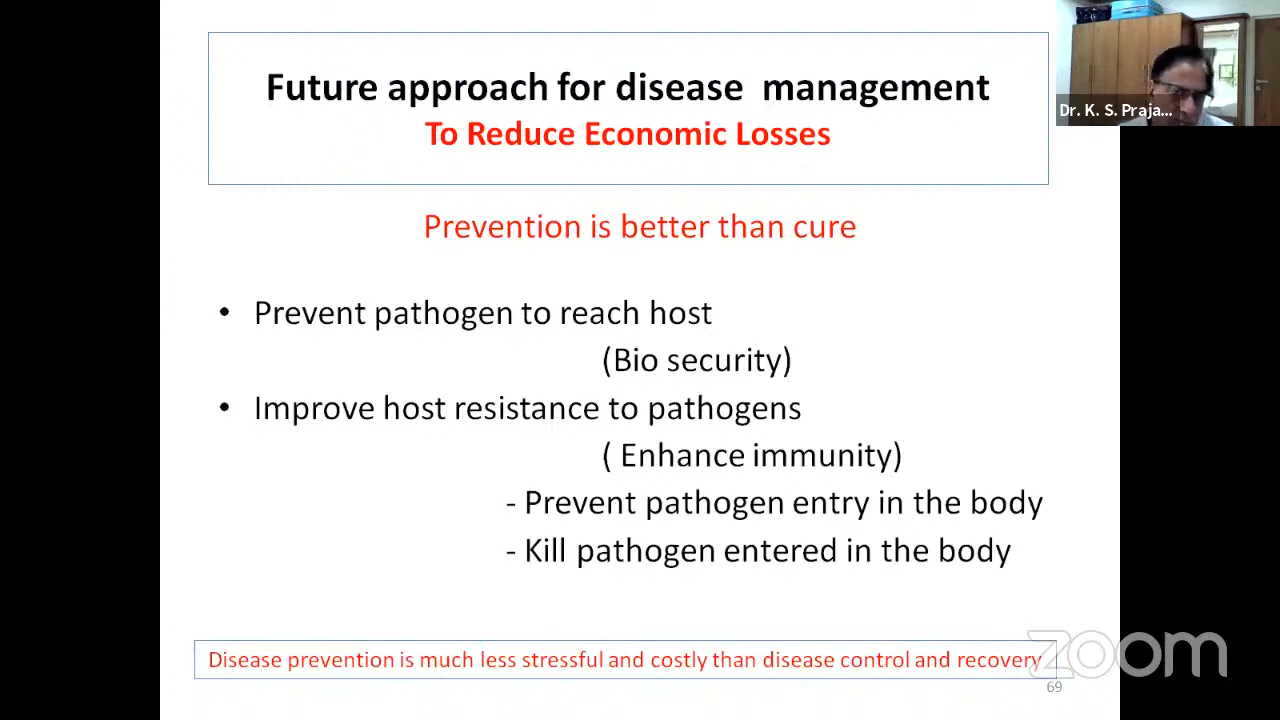 Future approach for disease management
To Reduce Economic Losses
Dr. K. S. Praja...
Prevention is better than cure
• Prevent pathogen to reach host
(Bio security)
• Improve host resistance to pathogens
( Enhance immunity)
- Prevent pathogen entry in the body
- Kill pathogen entered in the body
Disease prevention is much less stressful and costly than disease control and recovery
zoom
69